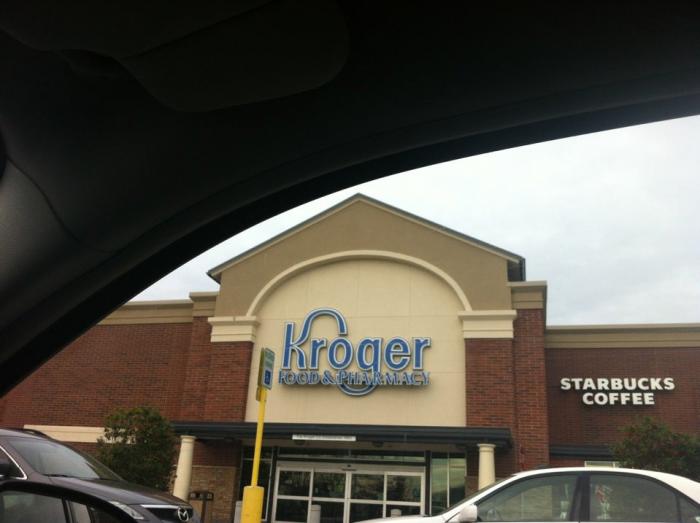 Kroger
FOOD & PHARMACY
STARBUCKS
COFFEE